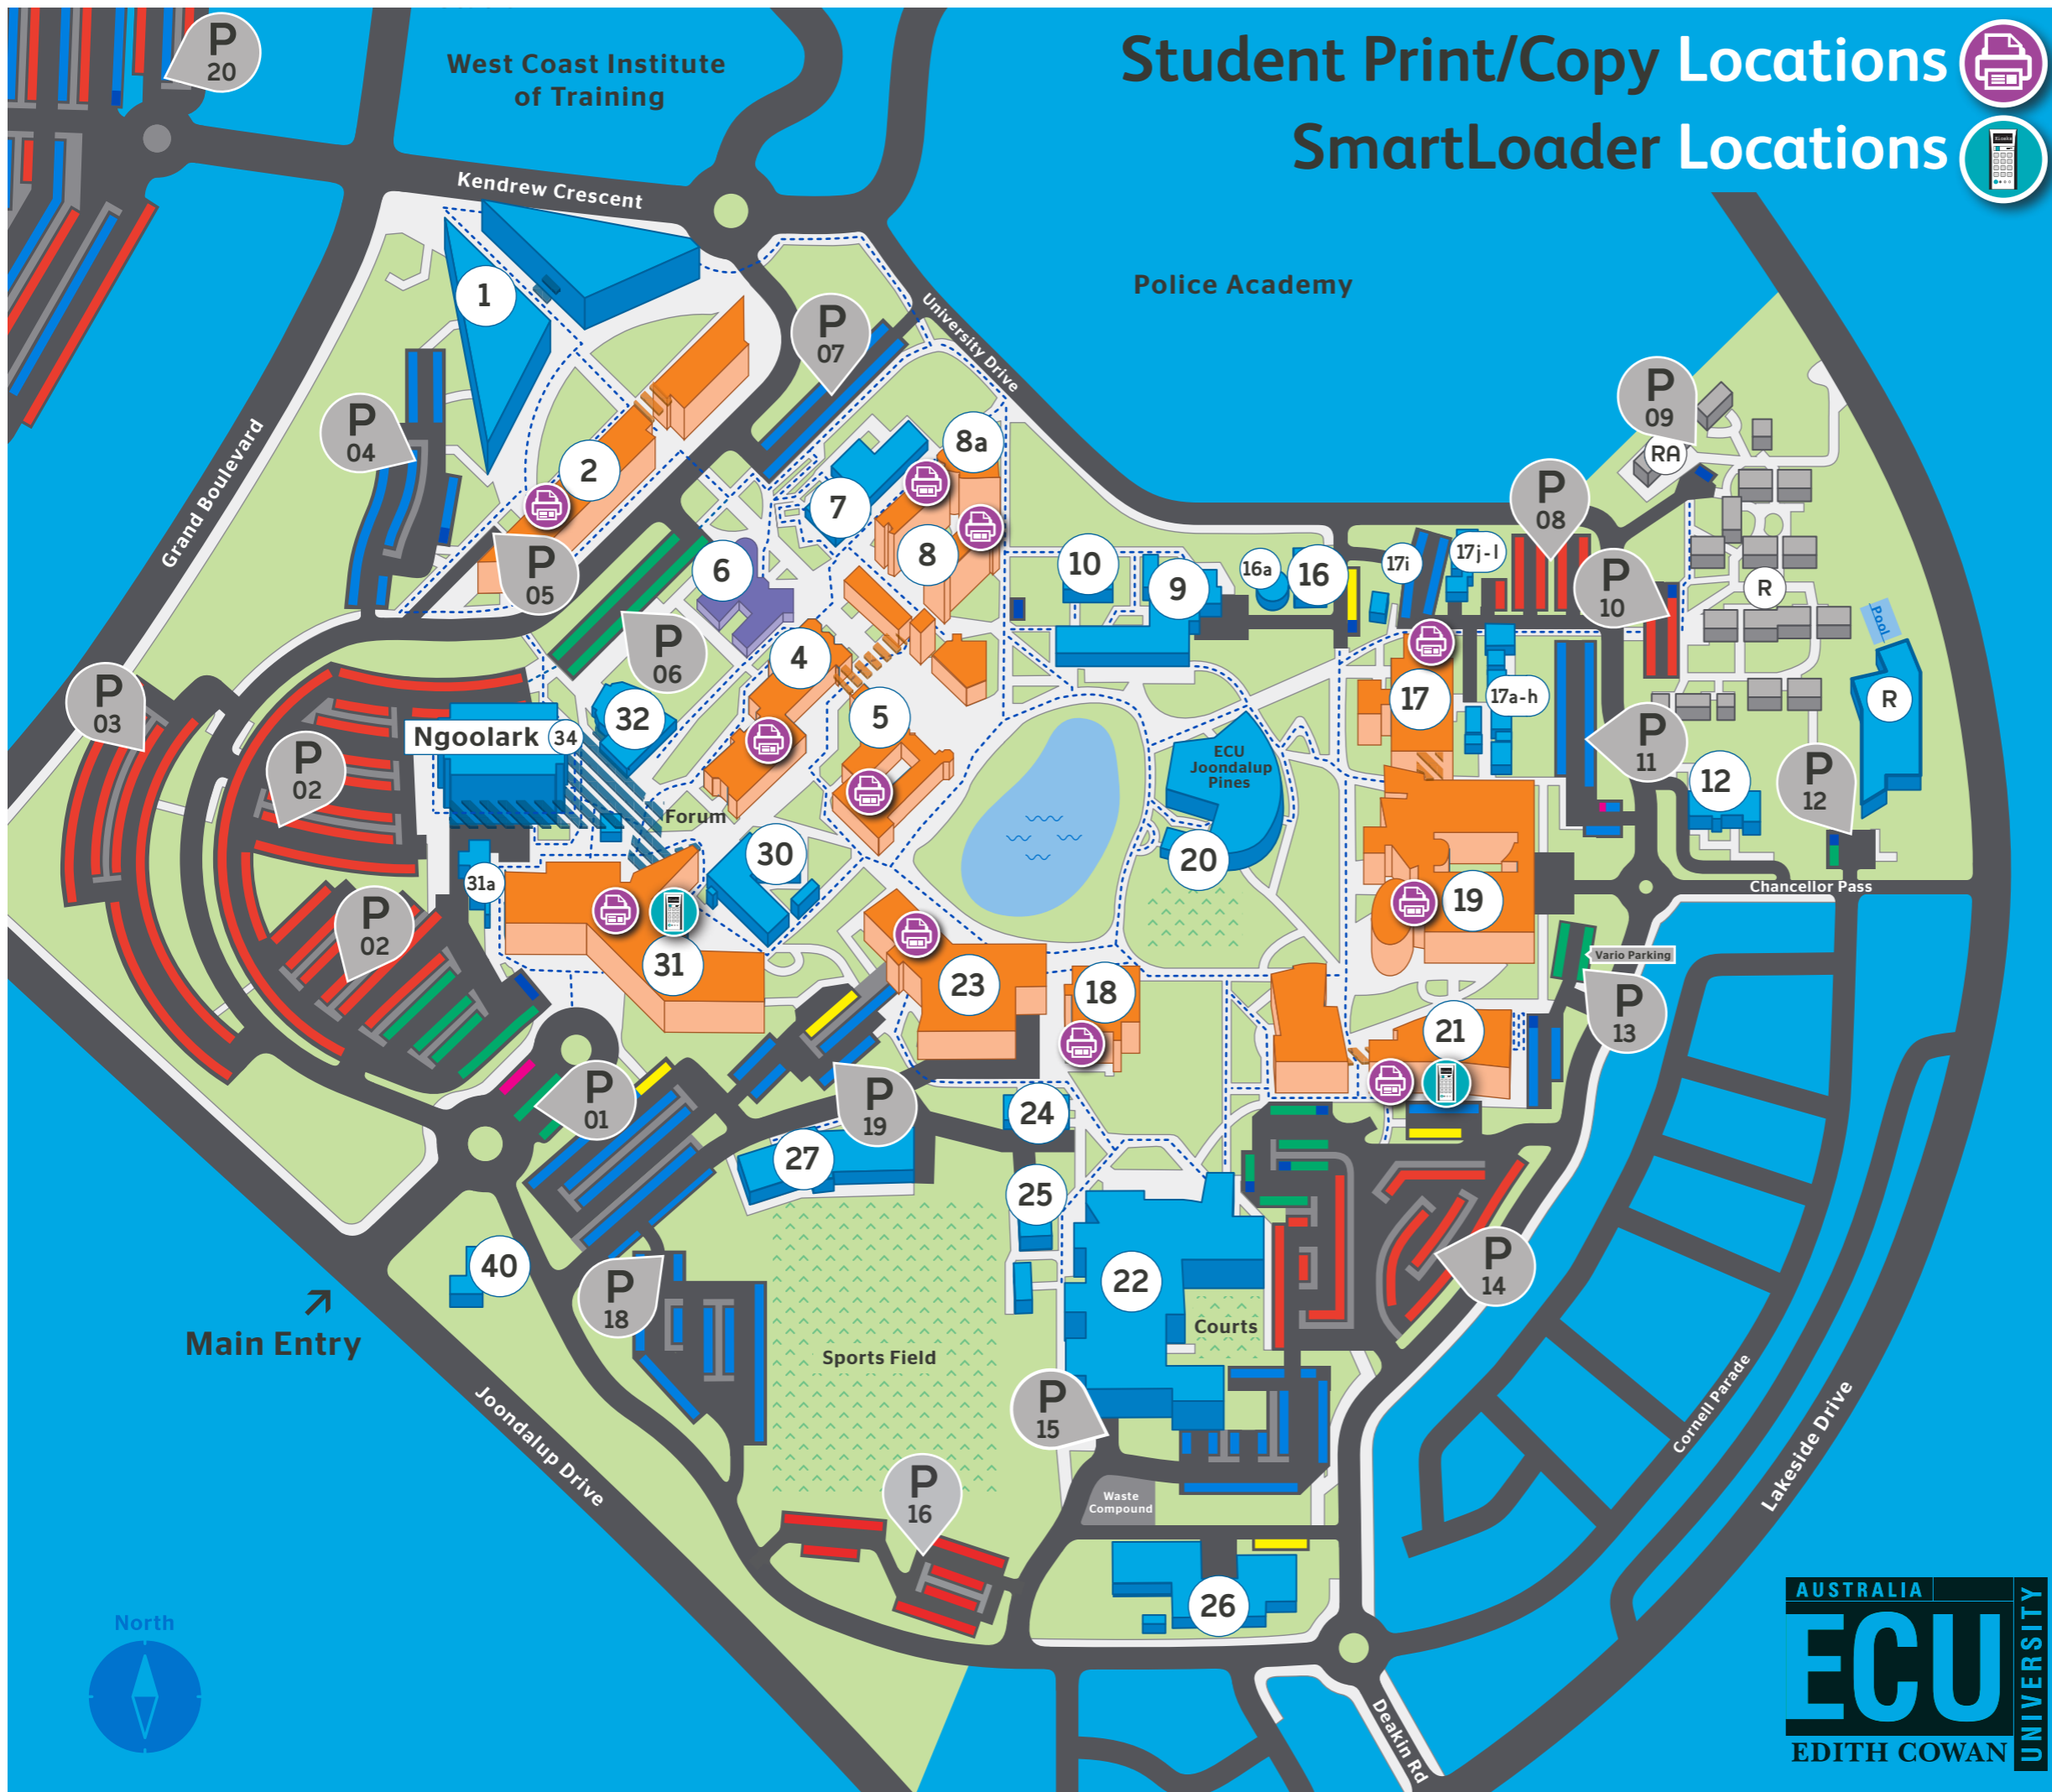 Student Print/Copy Locations
SmartLoader Locations
P
20
West Coast Institute
of Training
Kendrew Crescent
Police Academy
University Drive
1
P
07
P
04
Grand Boulevard
2
8a
7
8
P
05
6
P
06
4
5
32
P
03
P
02
Ngoolark 34
Forum
10
9
16a
16
17i
17j-l
P
08
P
09
RA
P
10
R
Pool
R
17
17a-h
P
11
12
P
12
ECU
Joondalup
Pines
20
19
Chancellor Pass
31a
30
31
P
02
23
18
Vario Parking
P
13
21
P
01
P
19
24
27
25
40
Main Entry
P
18
22
Courts
P
14
Sports Field
P
15
Joondalup Drive
P
16
Waste
Compound
26
Cornell Parade
Lakeside Drive
Deakin Rd
North
AUSTRALIA
ECU
EDITH COWAN
UNIVERSITY